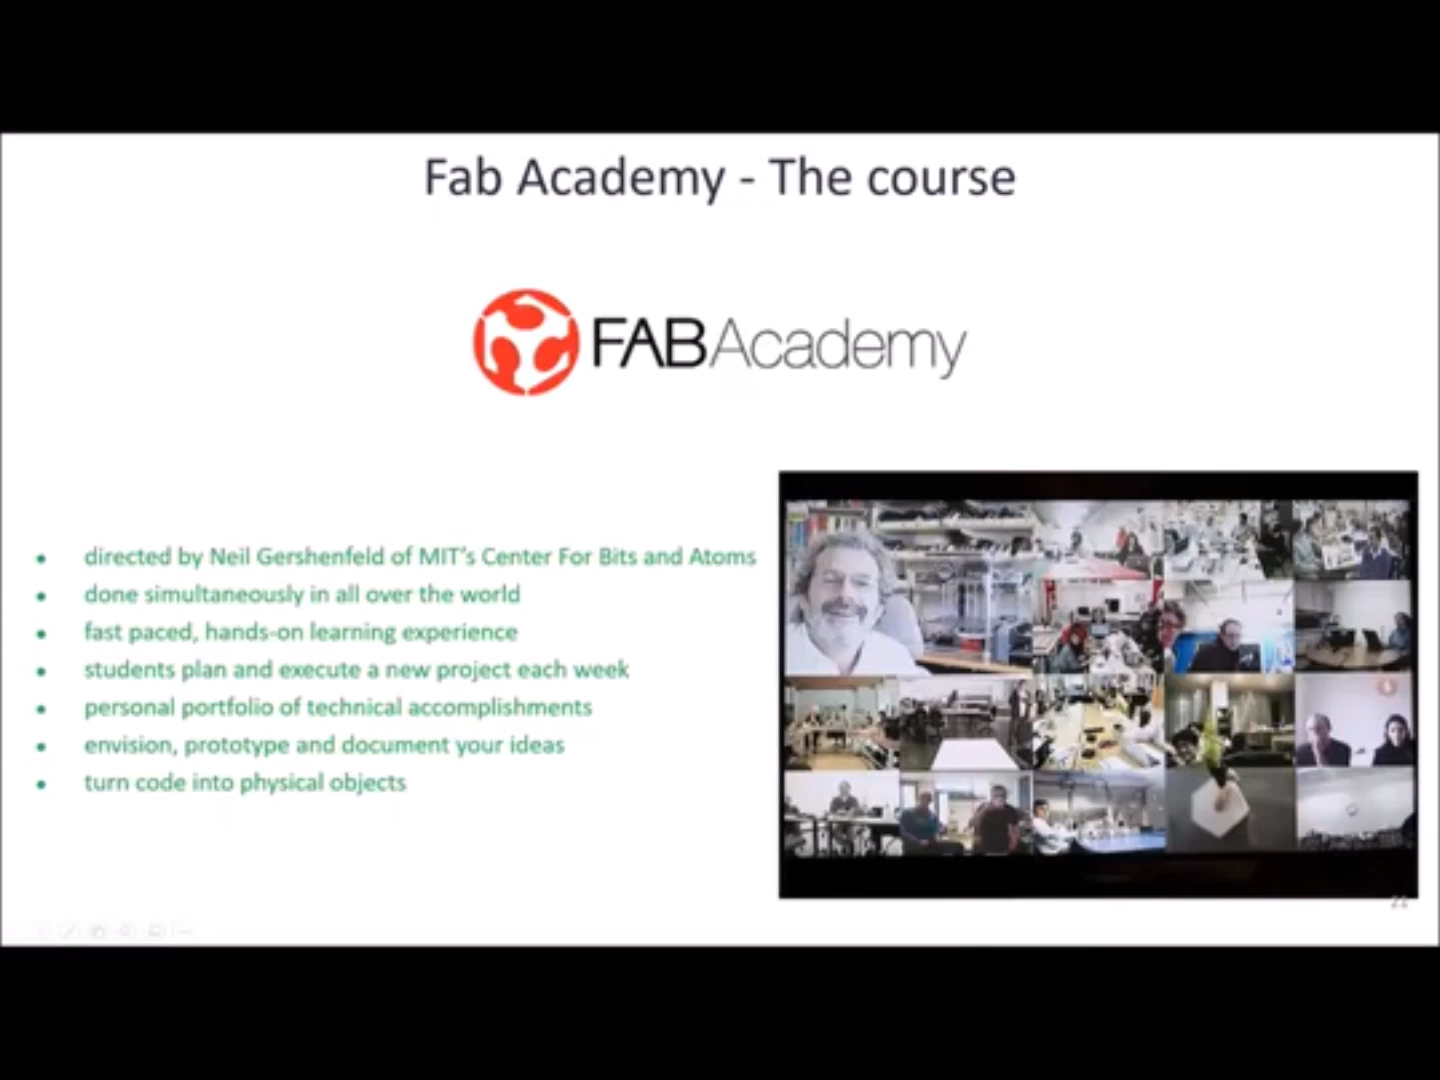 Fab Academy - The course
FABAcademy
• directed by Neil Gershenfeld of MIT's Center For Bits and Atoms
• done simultaneously in all over the world
• fast paced, hands-on learning experience
• students plan and execute a new project each week
• personal portfolio of technical accomplishments
• envision, prototype and document your ideas
• turn code into physical objects